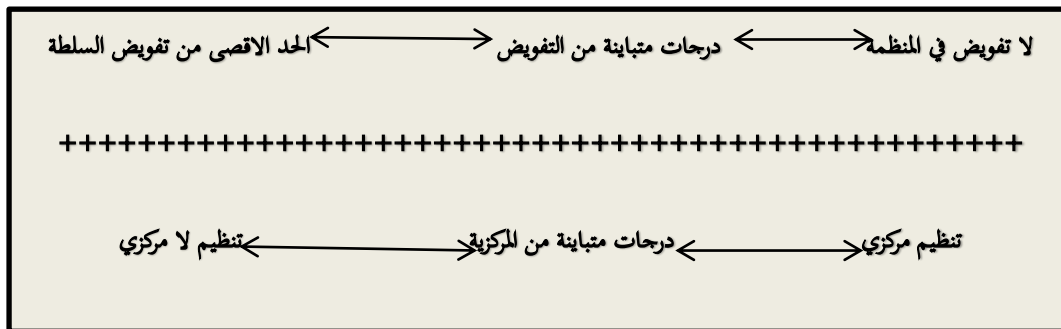 لا تفويض في المنظمة درجات متباينة من التفويض الحد الاقصى من تفويض السلطة
+++++++++++++++++++++++++++++++++++++++++++++++++
تنظيم مركزي درجات متباينة من المركزية تنظيم لا مركزي